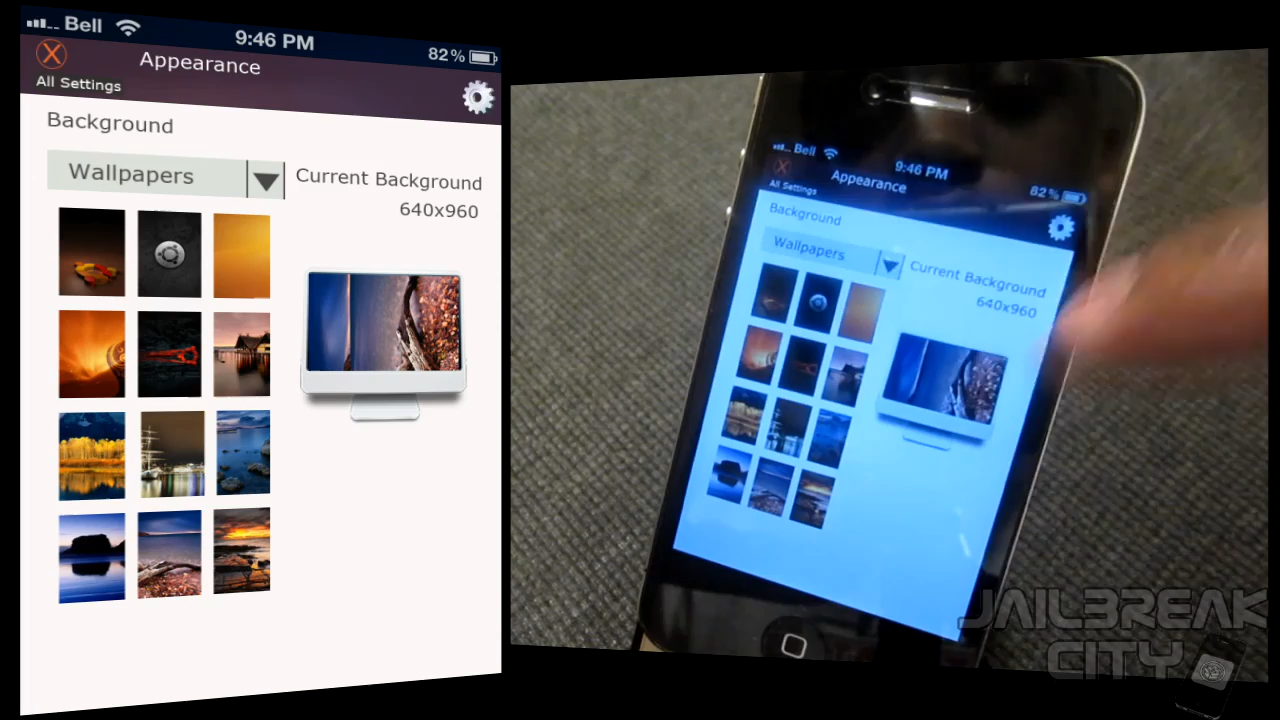 Bell
9:46 PM
82%
Appearance
All Settings
Background
Wallpapers
Current Background
640x960
Bell
9:46 PM
82%
Appearance
All Settings
Background
Wallpapers
Current Background
640x960
JAILBREAK
CITY